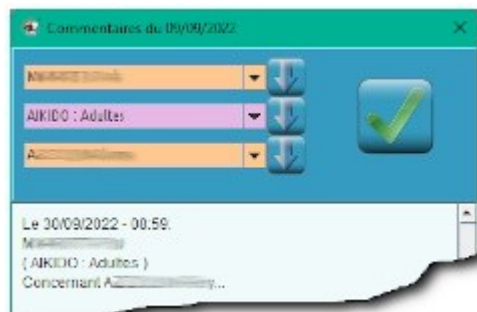 Commentaires du 09/09/2022
AIKIDO : Adultes
Le 30/09/2022 - 08:59:
( AIKIDO : Adultes )
Concernant